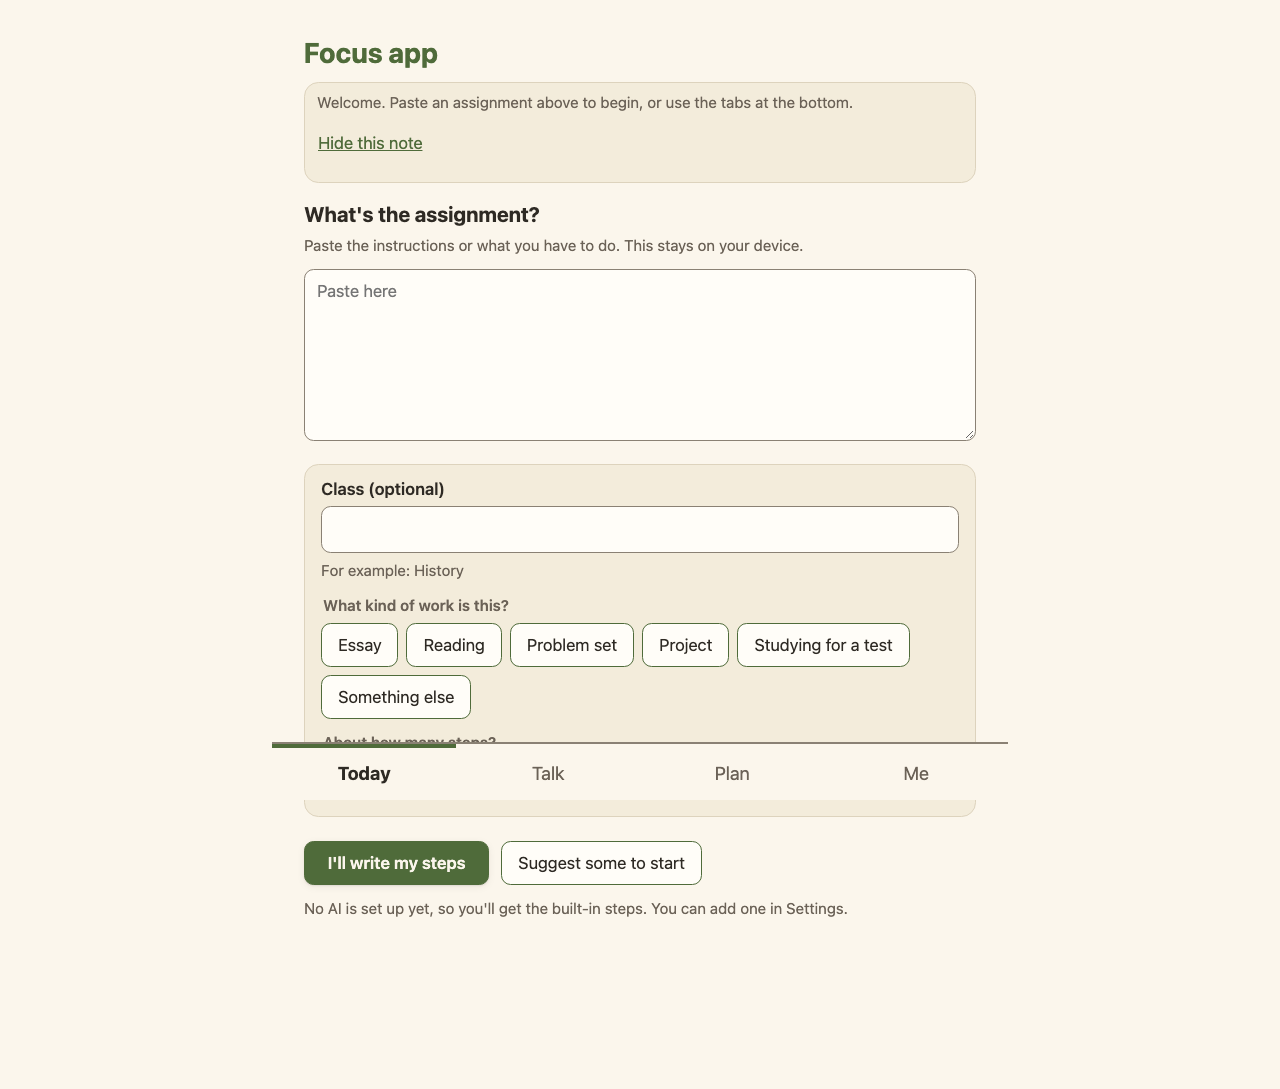 Focus app
Welcome. Paste an assignment above to begin, or use the tabs at the bottom.
Hide this note
What's the assignment?
Paste the instructions or what you have to do. This stays on your device.
Paste here
Class (optional)
For example: History
What kind of work is this?
Essay Reading Problem set Project Studying for a test
Something else
About how many steps?
Today Talk Plan Me
I'll write my steps Suggest some to start
No AI is set up yet, so you'll get the built-in steps. You can add one in Settings.